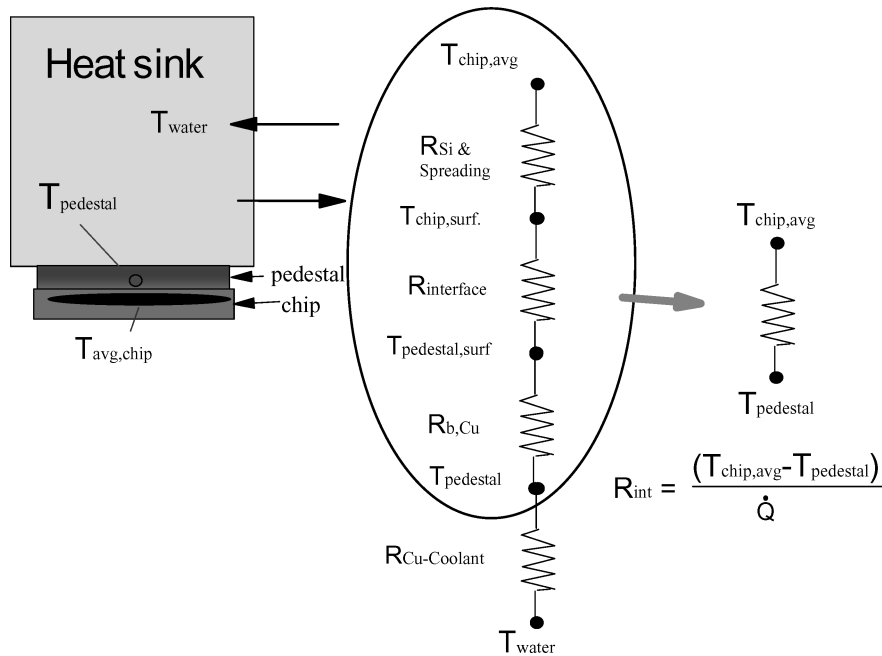 Heat sink
Twater
Tpedestal
pedestal
chip
Tavg,chip
Tchip,avg
RSi &
Spreading
Tchip,surf.
Rinterface
Tpedestal,surf
Rb,Cu
Tpedestal
RCu-Coolant
Twater
Tchip,avg
Tpedestal
Rint = (Tchip,avg-Tpedestal)
Q̇